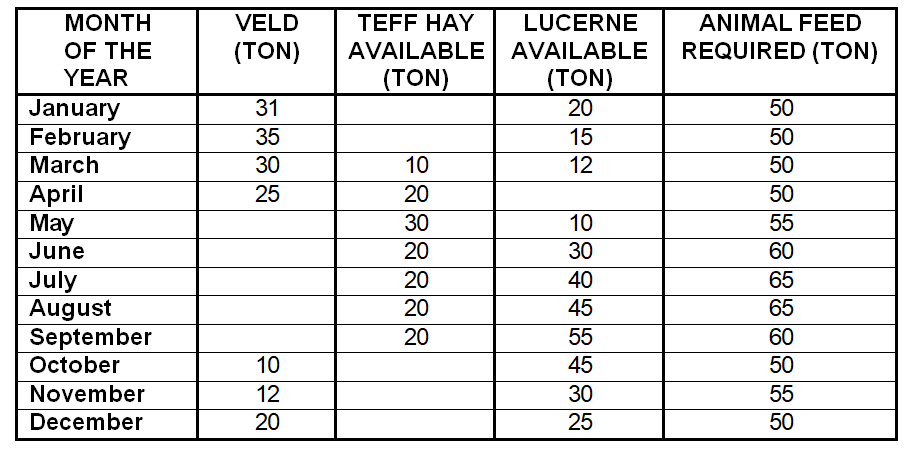 MONTH OF THE YEAR | VELD (TON) | TEFF HAY AVAILABLE (TON) | LUCERNE AVAILABLE (TON) | ANIMAL FEED REQUIRED (TON)
January | 31 | | 20 | 50
February | 35 | | 15 | 50
March | 30 | 10 | 12 | 50
April | 25 | 20 | | 50
May | | 30 | 10 | 55
June | | 20 | 30 | 60
July | | 20 | 40 | 65
August | | 20 | 45 | 65
September | | 20 | 55 | 60
October | 10 | | 45 | 50
November | 12 | | 30 | 55
December | 20 | | 25 | 50